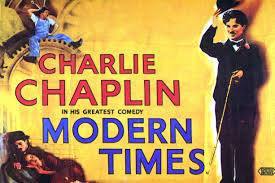 CHARLIE
CHAPLIN
IN HIS GREATEST COMEDY
MODERN
TIMES